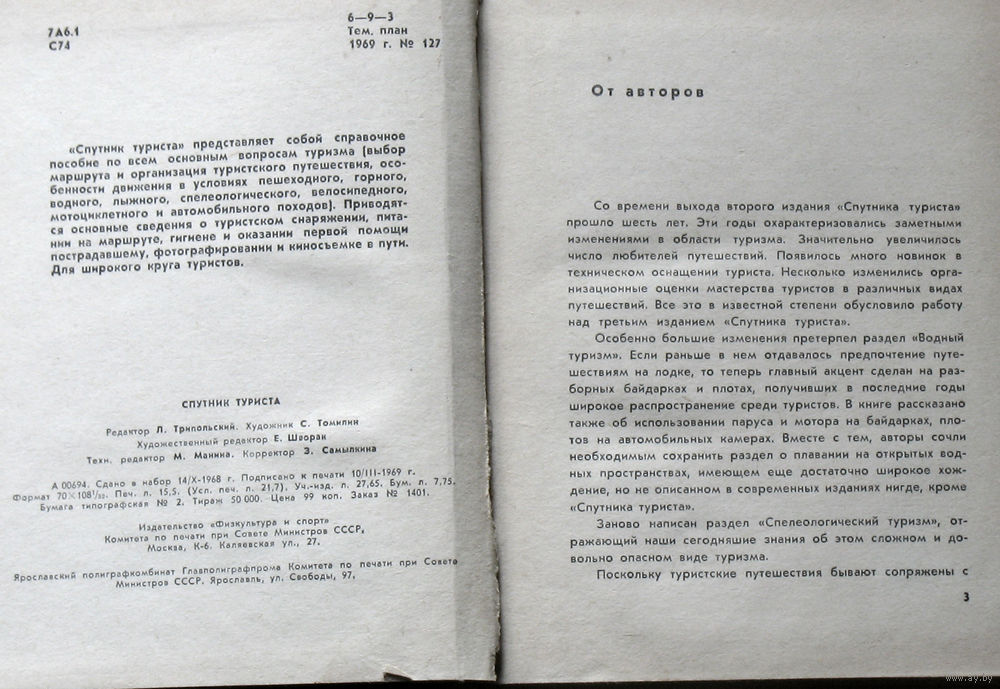 7А6.1
С74
6—9—3
Тем. план
1969 г. № 127
«Спутник туриста» представляет собой справочное
пособие по всем основным вопросам туризма (выбор
маршрута и организация туристского путешествия, осо-
бенности движения в условиях пешеходного, горного,
водного, лыжного, спелеологического, велосипедного,
мотоциклетного и автомобильного походов). Приводят-
ся основные сведения о туристском снаряжении, пита-
нии на маршруте, гигиене и оказании первой помощи
пострадавшему, фотографировании и киносъемке в пути.
Для широкого круга туристов.
СПУТНИК ТУРИСТА
Редактор Л. Трипольский. Художник С. Томилин
Художественный редактор Е. Шворак
Техн. редактор М. Манина. Корректор З. Самылкина
А 00694. Сдано в набор 14/X-1968 г. Подписано к печати 10/III-1969 г.
Формат 70×108¹/₃₂. Печ. л. 15,5. (Усл. печ. л. 21,7). Уч.-изд. л. 27,65. Бум. л. 7,75.
Бумага типографская № 2. Тираж 50 000. Цена 99 коп. Заказ № 1401.
Издательство «Физкультура и спорт»
Комитета по печати при Совете Министров СССР,
Москва, К-6. Каляевская ул., 27.
Ярославский полиграфкомбинат Главполиграфпрома Комитета по печати при Совете
Министров СССР. Ярославль, ул. Свободы, 97.
От авторов
Со времени выхода второго издания «Спутника туриста»
прошло шесть лет. Эти годы охарактеризовались заметными
изменениями в области туризма. Значительно увеличилось
число любителей путешествий. Появилось много новинок в
техническом оснащении туриста. Несколько изменились орга-
низационные оценки мастерства туристов в различных видах
путешествий. Все это в известной степени обусловило работу
над третьим изданием «Спутника туриста».
Особенно большие изменения претерпел раздел «Водный
туризм». Если раньше в нем отдавалось предпочтение путе-
шествиям на лодке, то теперь главный акцент сделан на раз-
борных байдарках и плотах, получивших в последние годы
широкое распространение среди туристов. В книге рассказано
также об использовании паруса и мотора на байдарках, пло-
тов на автомобильных камерах. Вместе с тем, авторы сочли
необходимым сохранить раздел о плавании на открытых вод-
ных пространствах, имеющем еще достаточно широкое хож-
дение, но не описанном в современных изданиях нигде, кроме
«Спутника туриста».
Заново написан раздел «Спелеологический туризм», от-
ражающий наши сегодняшие знания об этом сложном и до-
вольно опасном виде туризма.
Поскольку туристские путешествия бывают сопряжены с
3
www.ay.by